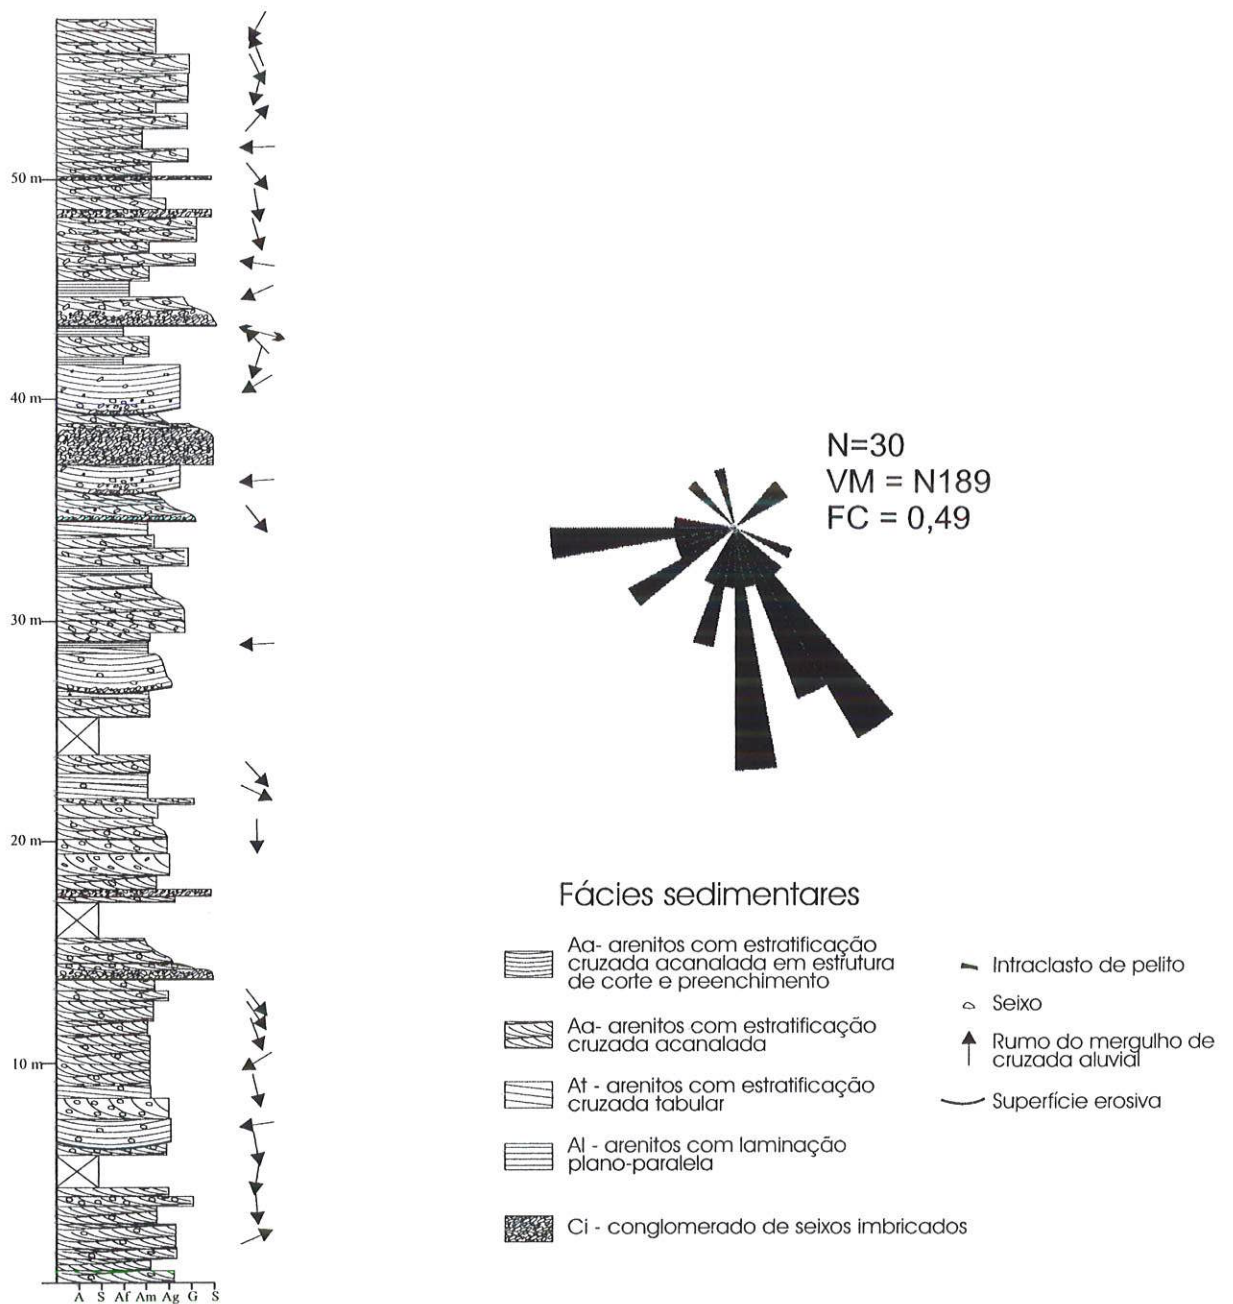 50 m
40 m
30 m
20 m
10 m
A S Af Am Ag G S
N=30
VM = N189
FC = 0,49
Fácies sedimentares
Aa- arenitos com estratificação
cruzada acanalada em estrutura
de corte e preenchimento
Aa- arenitos com estratificação
cruzada acanalada
At - arenitos com estratificação
cruzada tabular
Al - arenitos com laminação
plano-paralela
Ci - conglomerado de seixos imbricados
Intraclasto de pelito
Seixo
Rumo do mergulho de
cruzada aluvial
Superfície erosiva